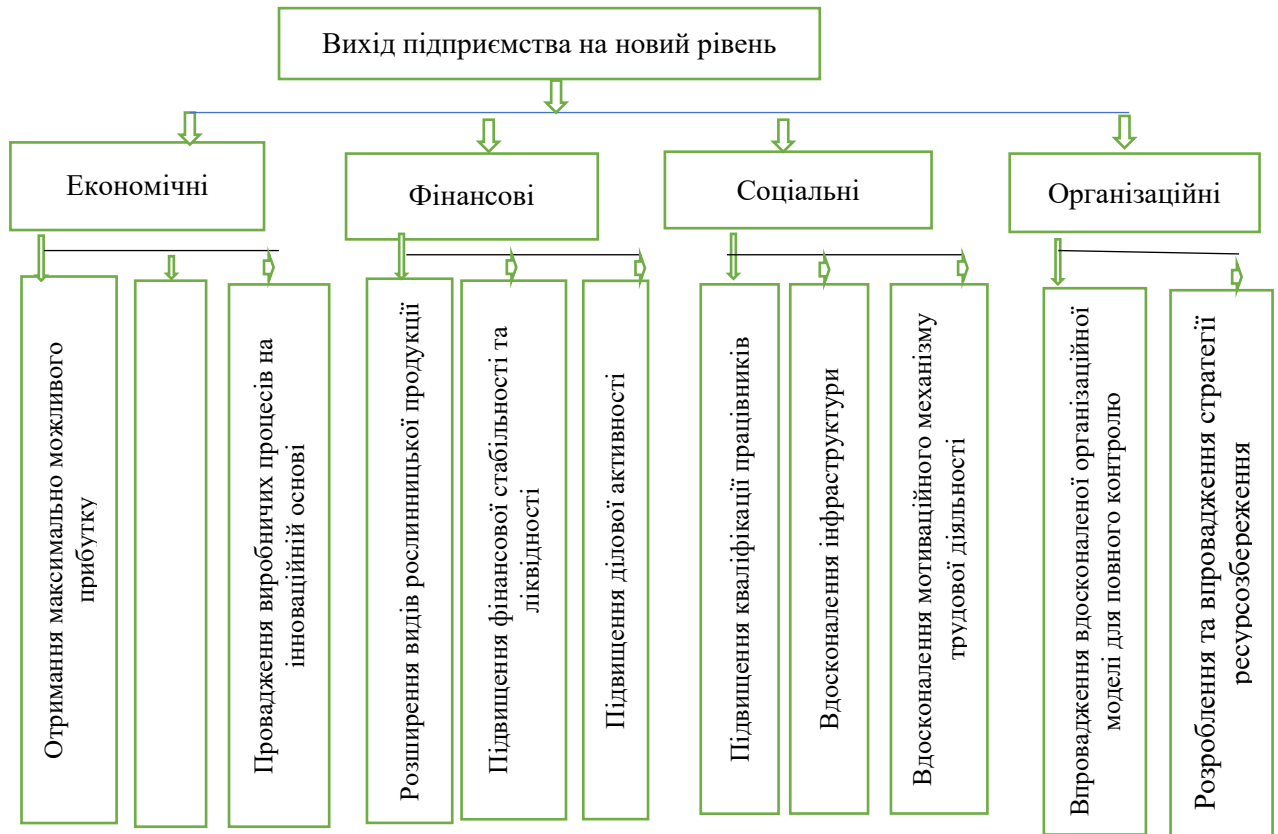 Вихід підприємства на новий рівень
Економічні
Фінансові
Соціальні
Організаційні
Отримання максимально можливого
прибутку
Провадження виробничих процесів на
інноваційній основі
Розширення видів рослинницької продукції
Підвищення фінансової стабільності та
ліквідності
Підвищення ділової активності
Підвищення кваліфікації працівників
Вдосконалення інфраструктури
Вдосконалення мотиваційного механізму
трудової діяльності
Впровадження вдосконаленої організаційної
моделі для повного контролю
Розроблення та впровадження стратегії
ресурсозбереження